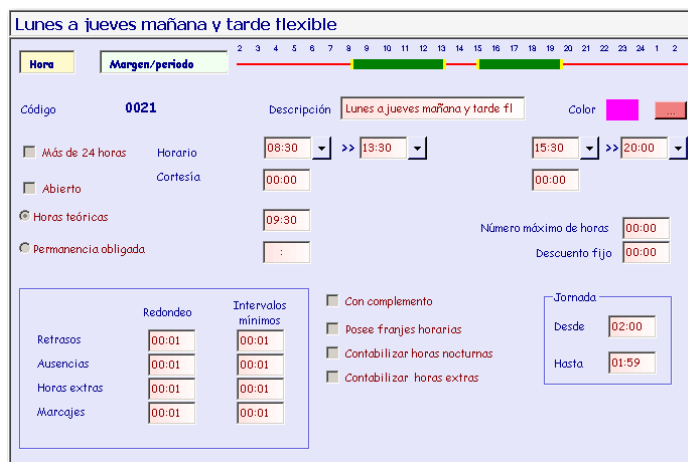 Lunes a jueves mañana y tarde flexible
2 3 4 5 6 7 8 9 10 11 12 13 14 15 16 17 18 19 20 21 22 23 24 1 2
Hora Margen/periodo
Código 0021 Descripción Lunes a jueves mañana y tarde fl Color ...
Más de 24 horas Horario 08:30 >> 13:30 15:30 >> 20:00
Abierto Cortesía 00:00 00:00
Horas teóricas 09:30 Número máximo de horas 00:00
Permanencia obligada : Descuento fijo 00:00
Redondeo Intervalos mínimos
Retrasos 00:01 00:01
Ausencias 00:01 00:01
Horas extras 00:01 00:01
Marcajes 00:01 00:01
Con complemento
Posee franjes horarias
Contabilizar horas nocturnas
Contabilizar horas extras
Jornada
Desde 02:00
Hasta 01:59